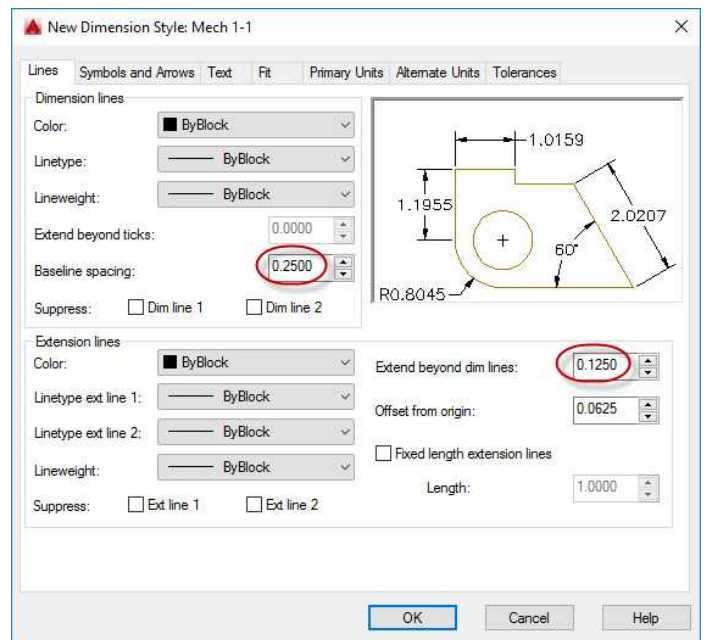 New Dimension Style: Mech 1-1
Lines Symbols and Arrows Text Fit Primary Units Alternate Units Tolerances
Dimension lines
Color: ByBlock
Linetype: ByBlock
Lineweight: ByBlock
Extend beyond ticks: 0.0000
Baseline spacing: 0.2500
Suppress: Dim line 1 Dim line 2
1.0159
1.1955
2.0207
60°
R0.8045
Extension lines
Color: ByBlock
Linetype ext line 1: ByBlock
Linetype ext line 2: ByBlock
Lineweight: ByBlock
Suppress: Ext line 1 Ext line 2
Extend beyond dim lines: 0.1250
Offset from origin: 0.0625
Fixed length extension lines
Length: 1.0000
OK Cancel Help